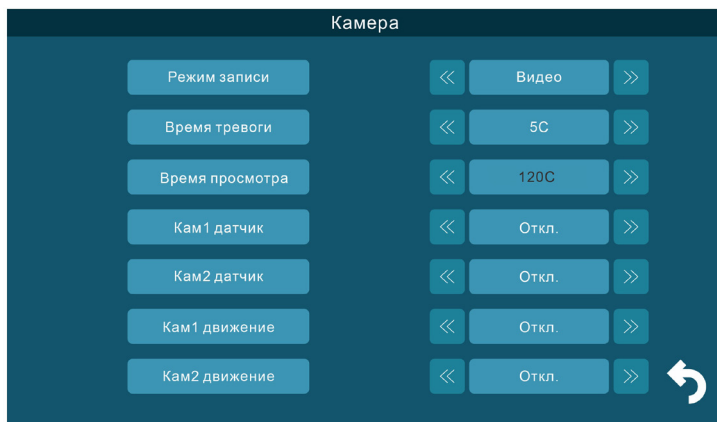 Камера
Режим записи Видео
Время тревоги 5С
Время просмотра 120С
Кам1 датчик Откл.
Кам2 датчик Откл.
Кам1 движение Откл.
Кам2 движение Откл.